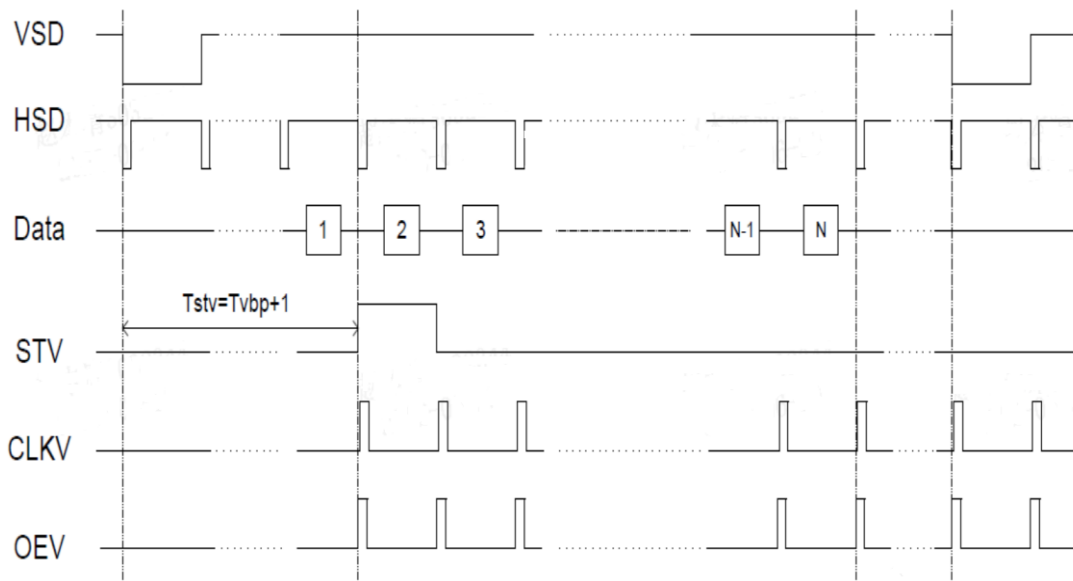 VSD
HSD
Data
1
2
3
N-1
N
Tstv=Tvbp+1
STV
CLKV
OEV